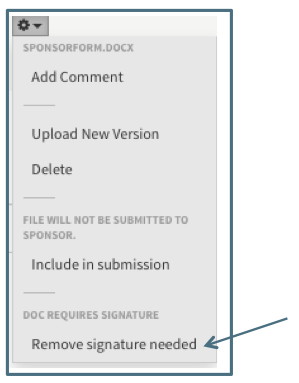 SPONSORFORM.DOCX
Add Comment
Upload New Version
Delete
FILE WILL NOT BE SUBMITTED TO
SPONSOR.
Include in submission
DOC REQUIRES SIGNATURE
Remove signature needed